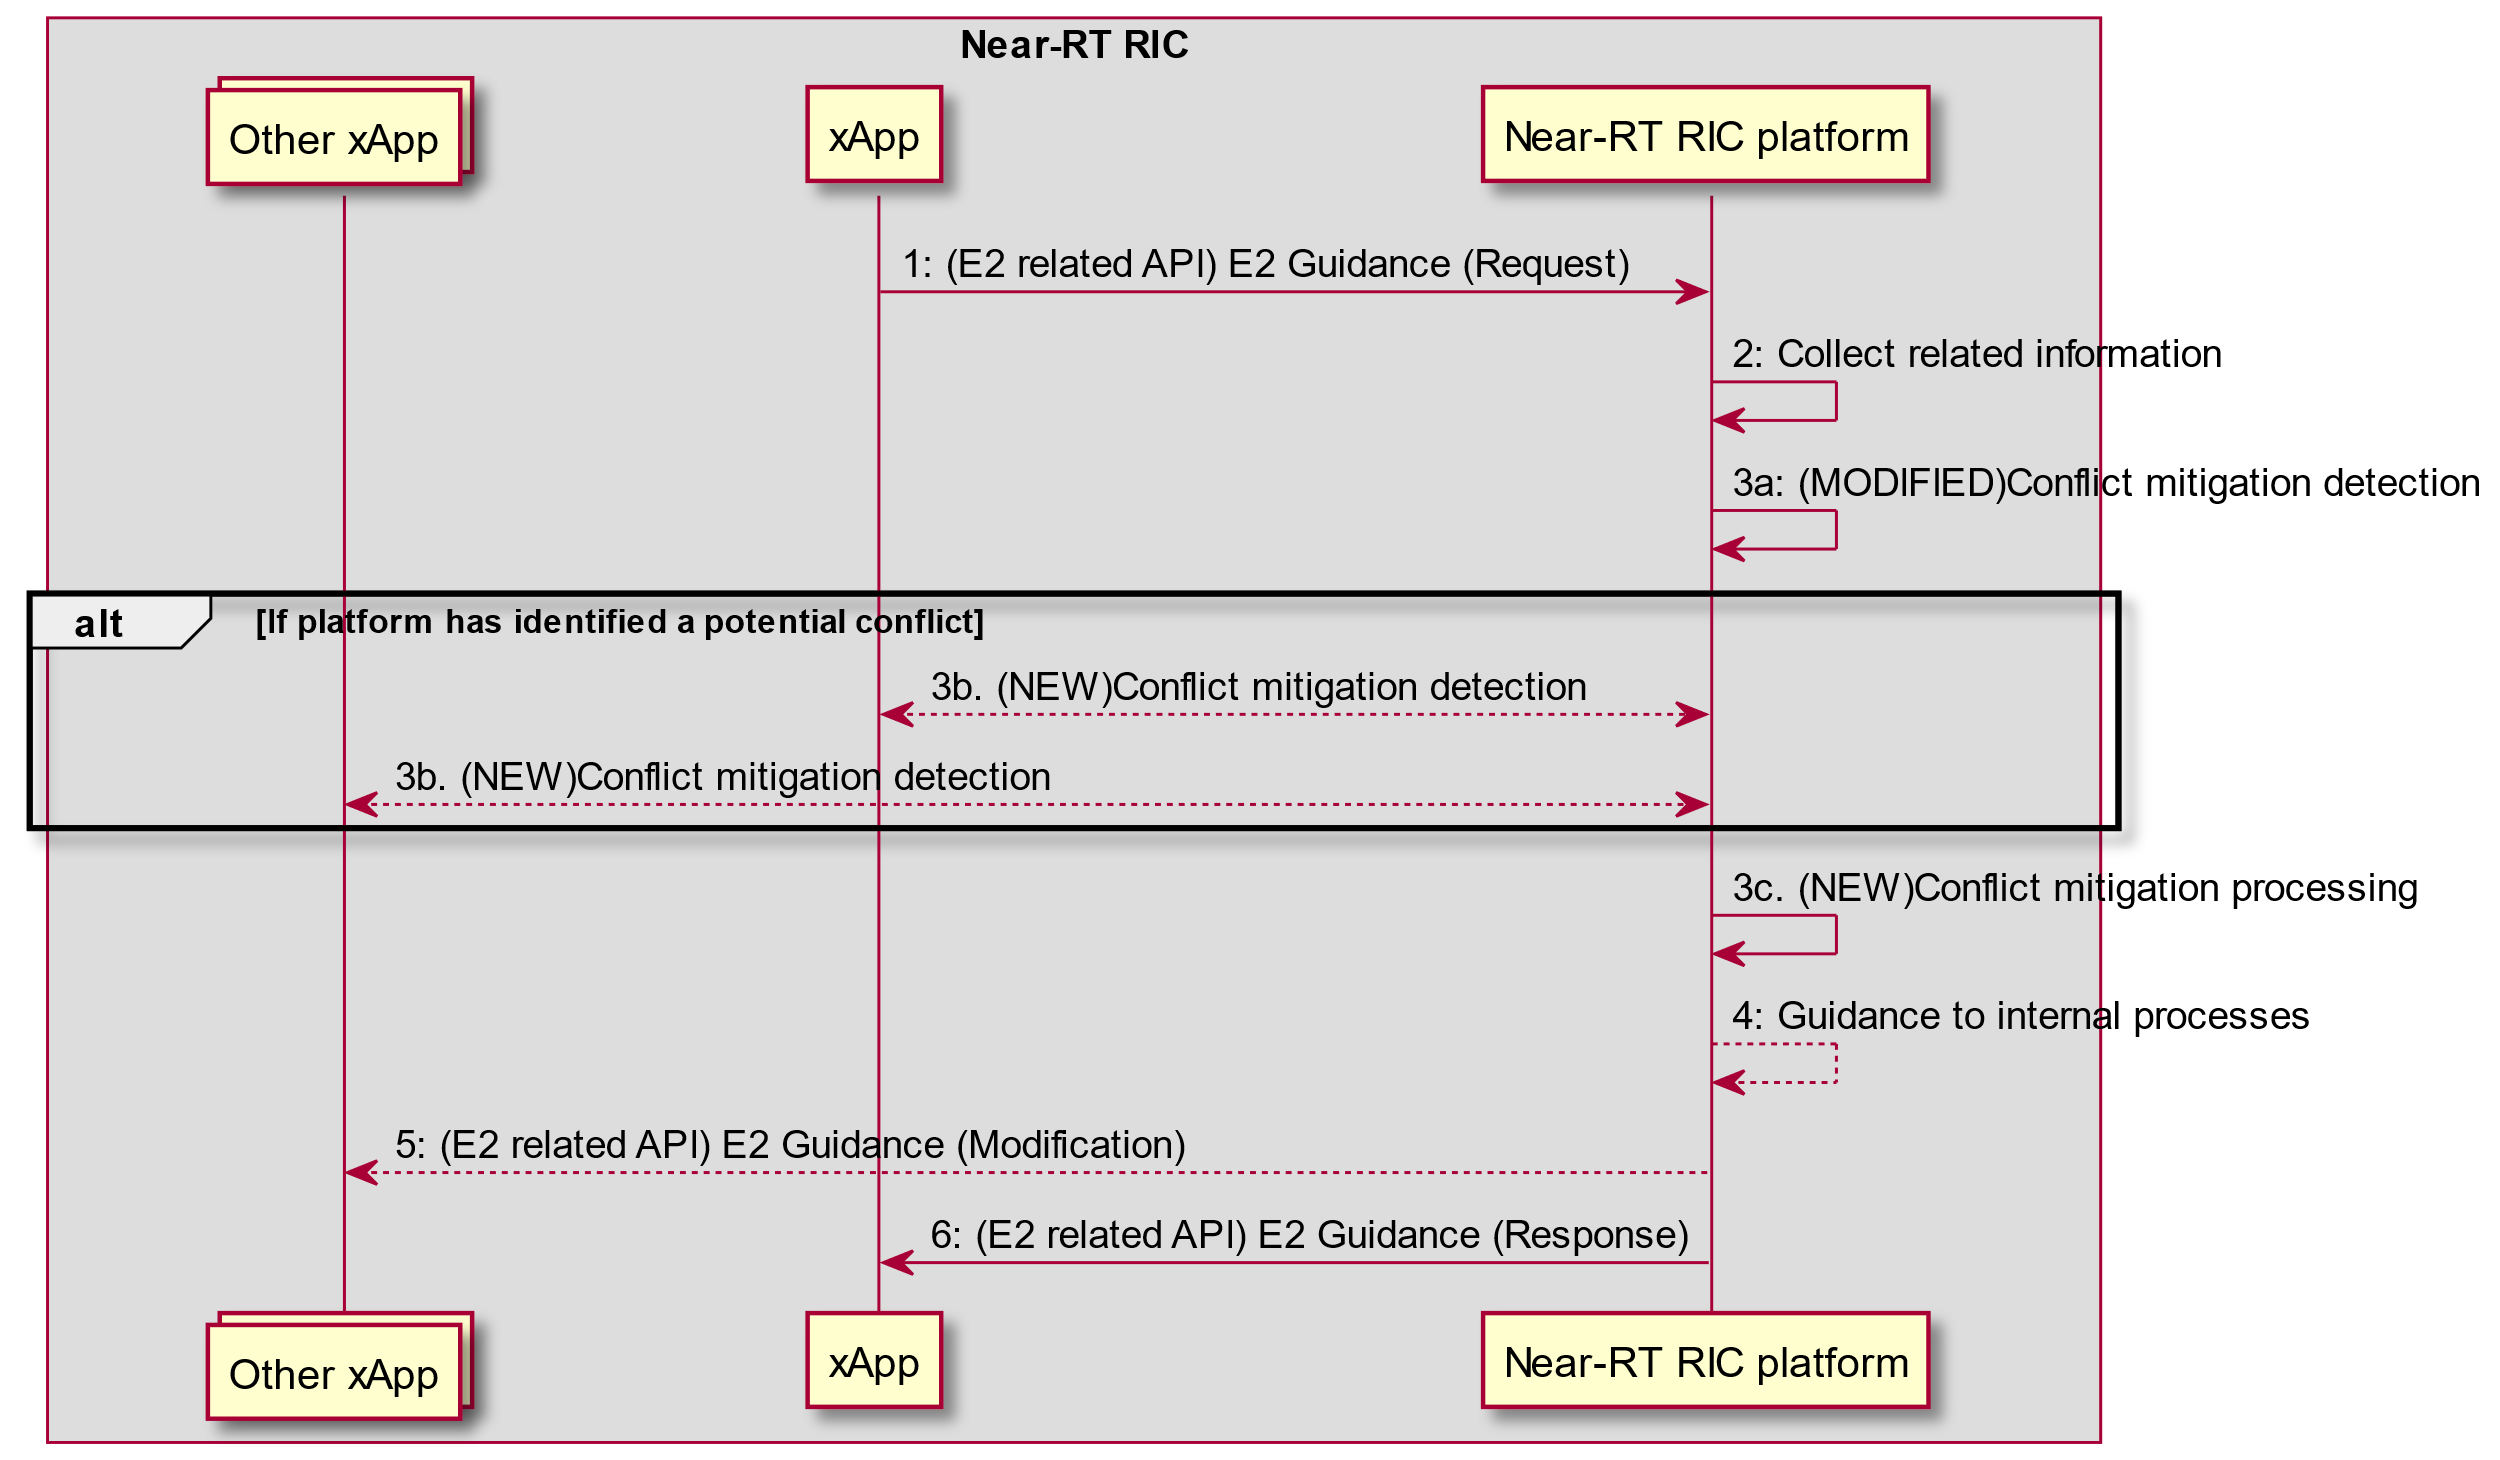 Near-RT RIC
Other xApp
xApp
Near-RT RIC platform
1: (E2 related API) E2 Guidance (Request)
2: Collect related information
3a: (MODIFIED)Conflict mitigation detection
alt
[If platform has identified a potential conflict]
3b. (NEW)Conflict mitigation detection
3b. (NEW)Conflict mitigation detection
3c. (NEW)Conflict mitigation processing
4: Guidance to internal processes
5: (E2 related API) E2 Guidance (Modification)
6: (E2 related API) E2 Guidance (Response)
Other xApp
xApp
Near-RT RIC platform